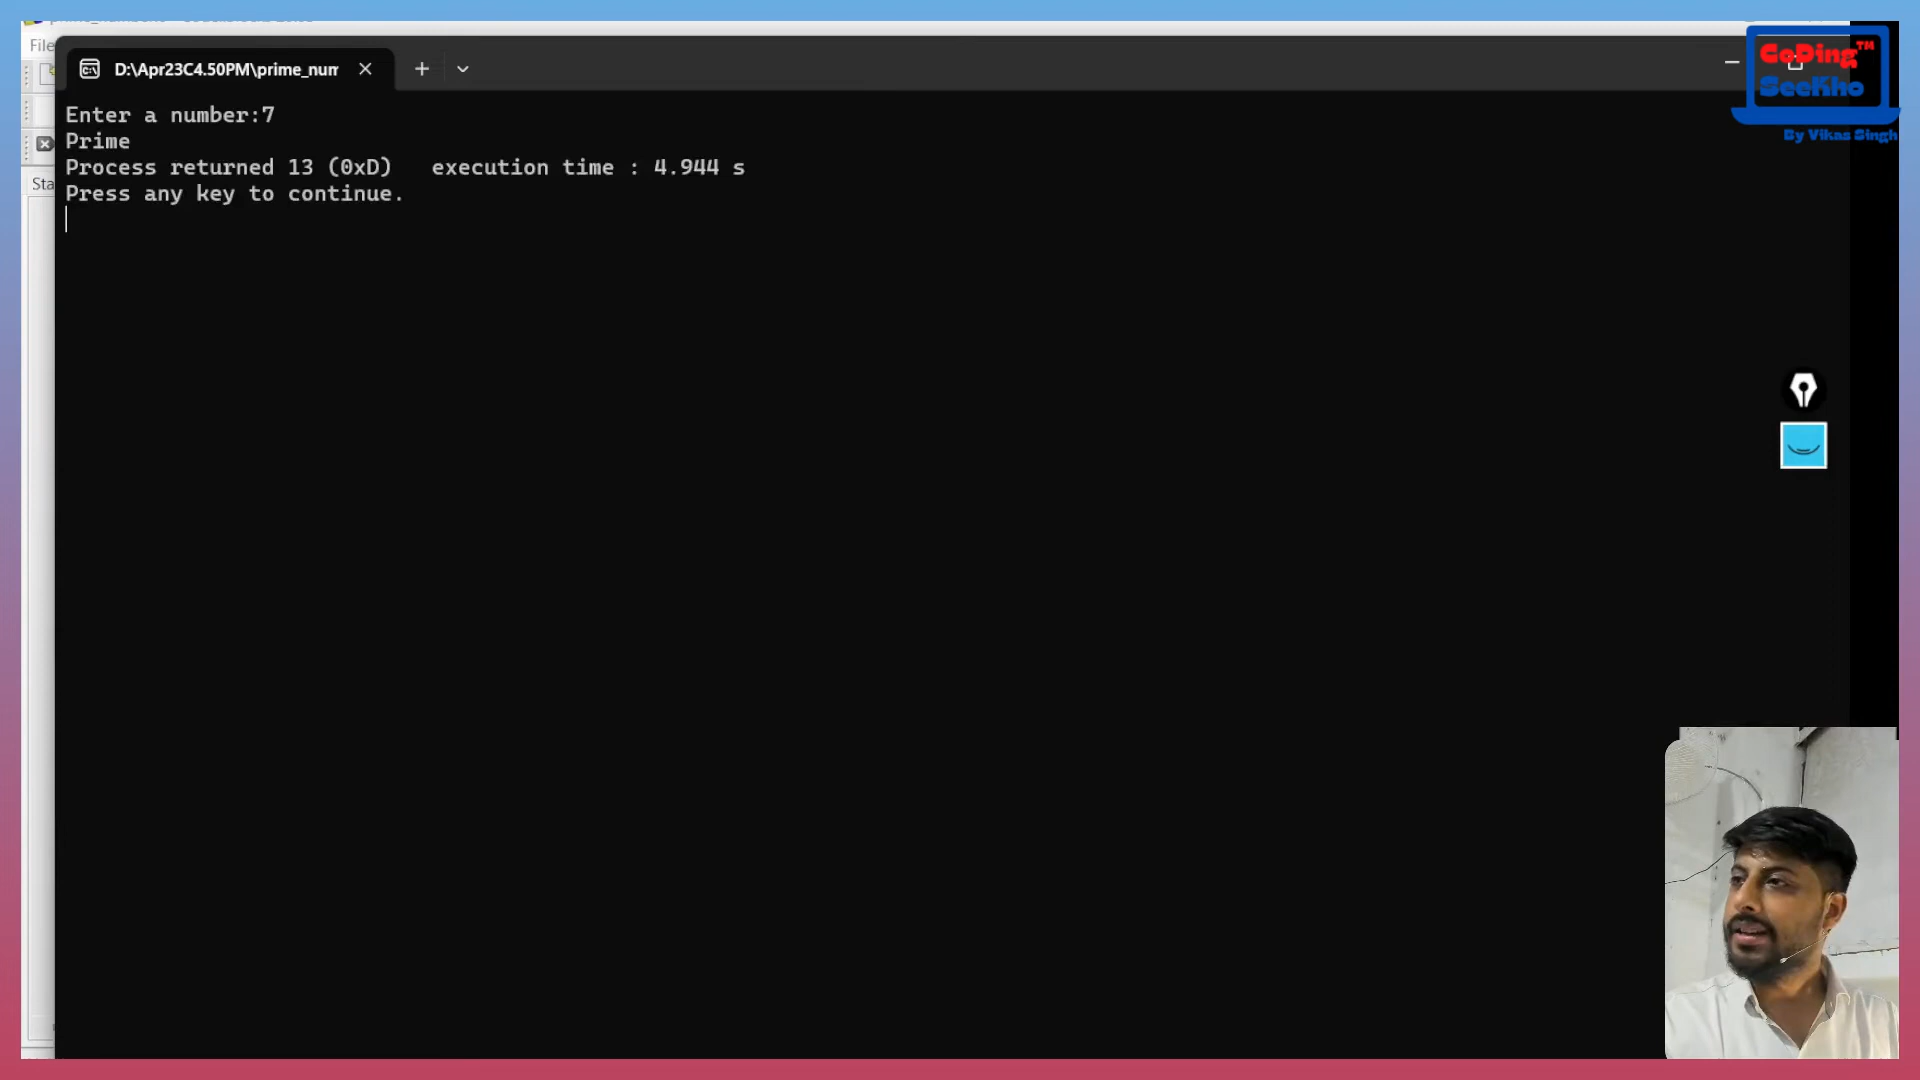 File
D:\Apr23C4.50PM\prime_num
CoDing™
SeeKho
By Vikas Singh
Enter a number:7
Prime
Process returned 13 (0xD)   execution time : 4.944 s
Press any key to continue.
Sta